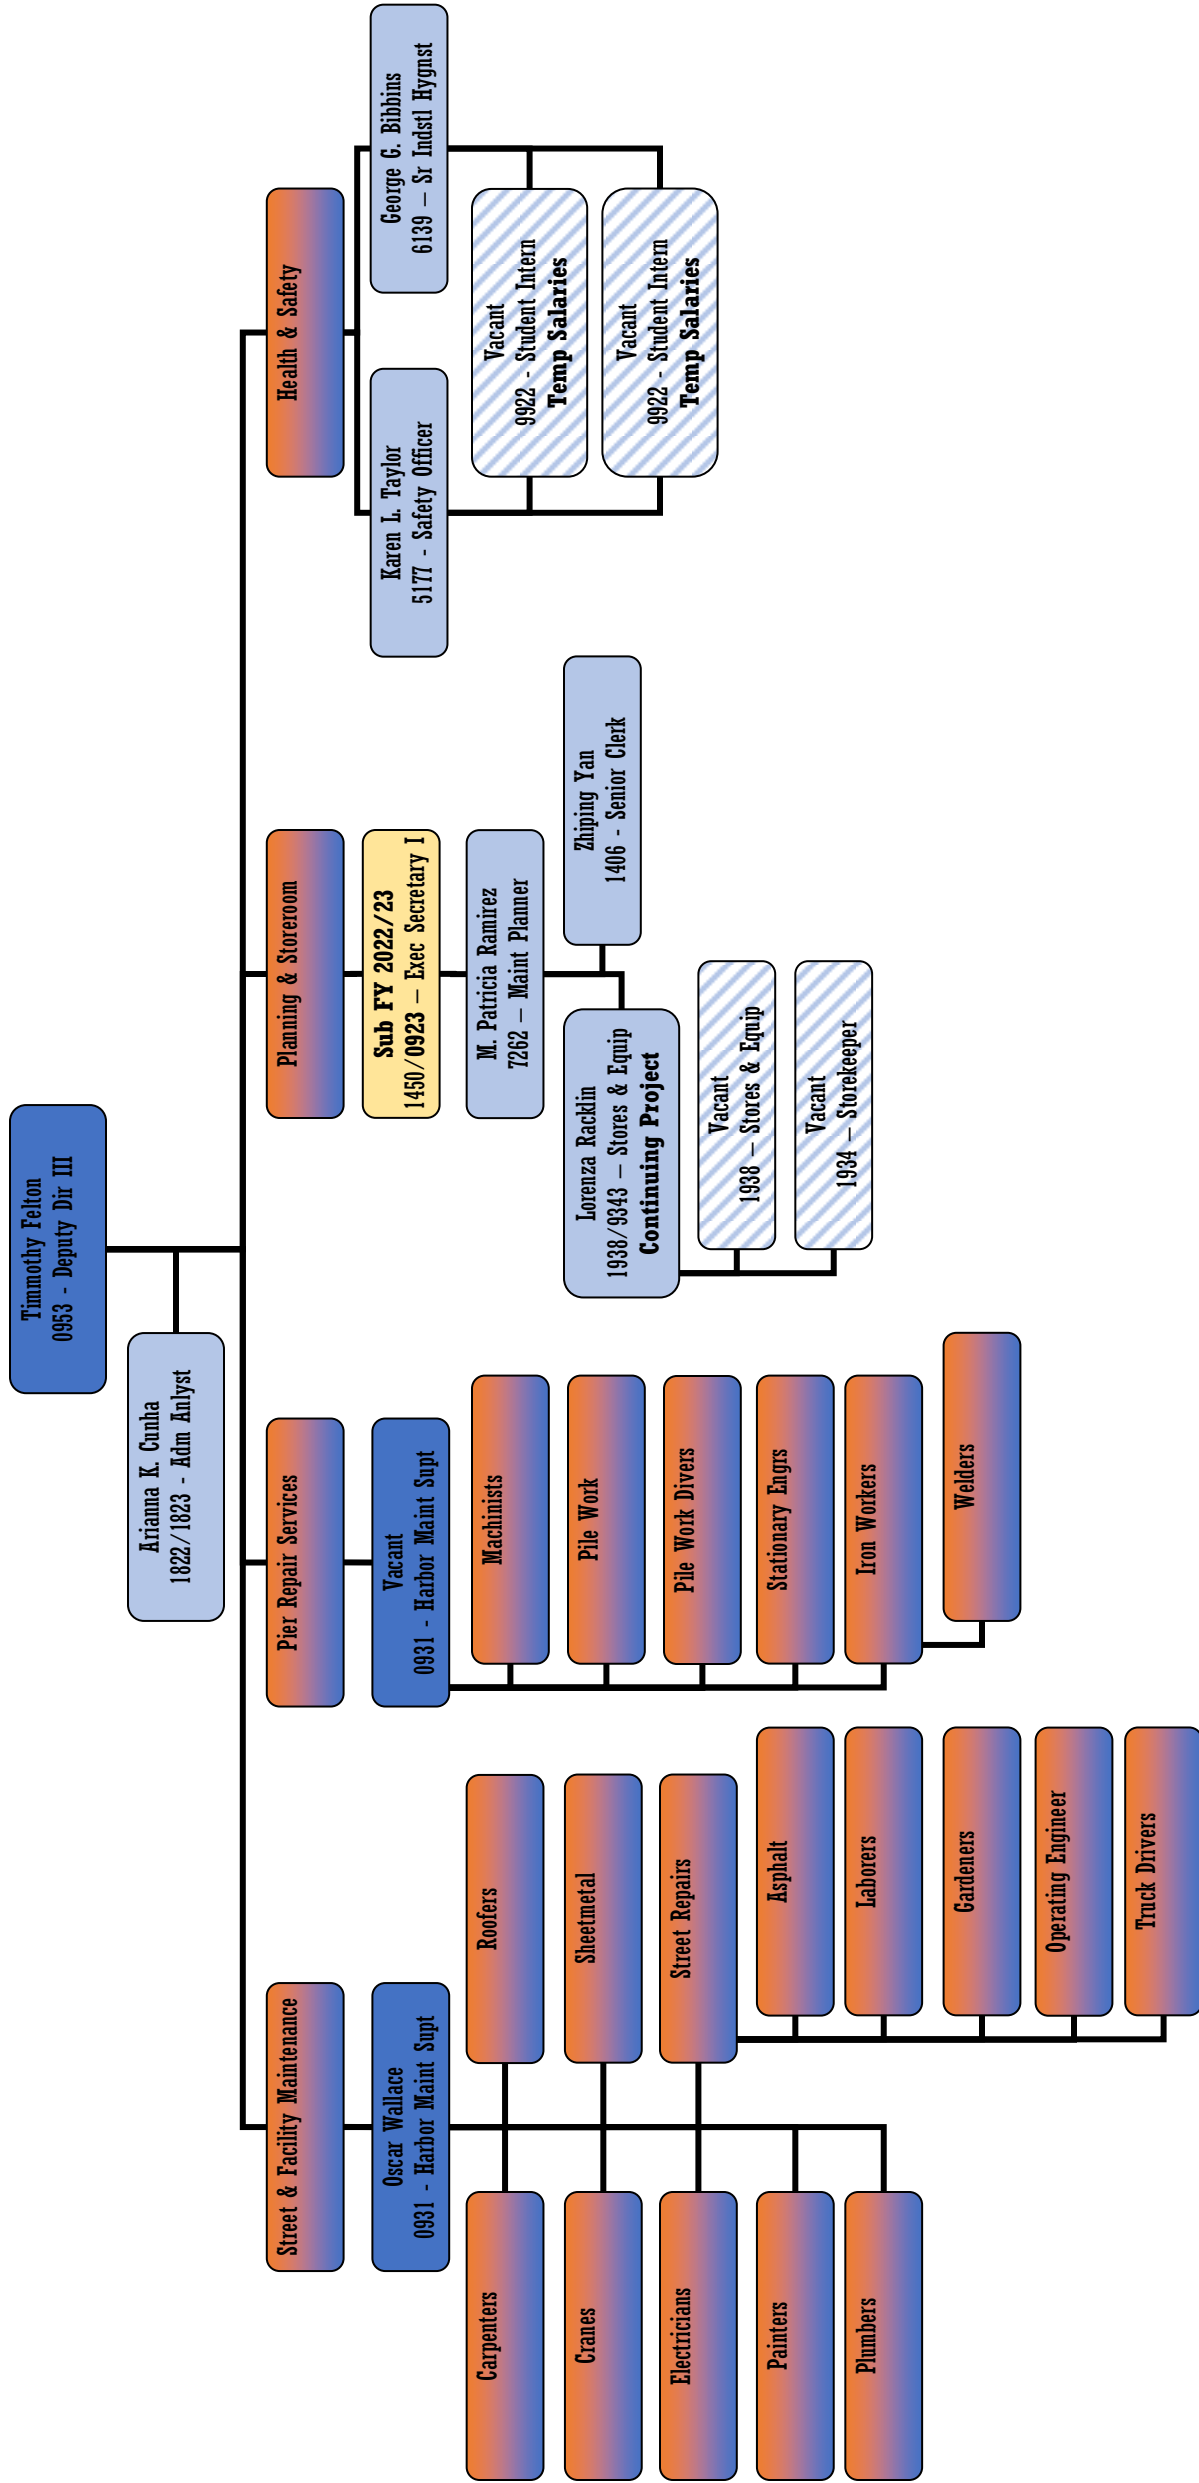 Timmothy Felton
0953 - Deputy Dir III
Arianna K. Cunha
1822/1823 - Adm Anlyst
Street & Facility Maintenance
Oscar Wallace
0931 - Harbor Maint Supt
Carpenters
Roofers
Cranes
Sheetmetal
Electricians
Street Repairs
Painters
Plumbers
Asphalt
Laborers
Gardeners
Operating Engineer
Truck Drivers
Pier Repair Services
Vacant
0931 - Harbor Maint Supt
Machinists
Pile Work
Pile Work Divers
Stationary Engrs
Iron Workers
Welders
Planning & Storeroom
Sub FY 2022/23
1450/0923 – Exec Secretary I
M. Patricia Ramirez
7262 – Maint Planner
Lorenza Racklin
1938/9343 – Stores & Equip
Continuing Project
Zhiping Yan
1406 - Senior Clerk
Vacant
1938 – Stores & Equip
Vacant
1934 – Storekeeper
Health & Safety
Karen L. Taylor
5177 - Safety Officer
George G. Bibbins
6139 – Sr Indstl Hygnst
Vacant
9922 - Student Intern
Temp Salaries
Vacant
9922 - Student Intern
Temp Salaries